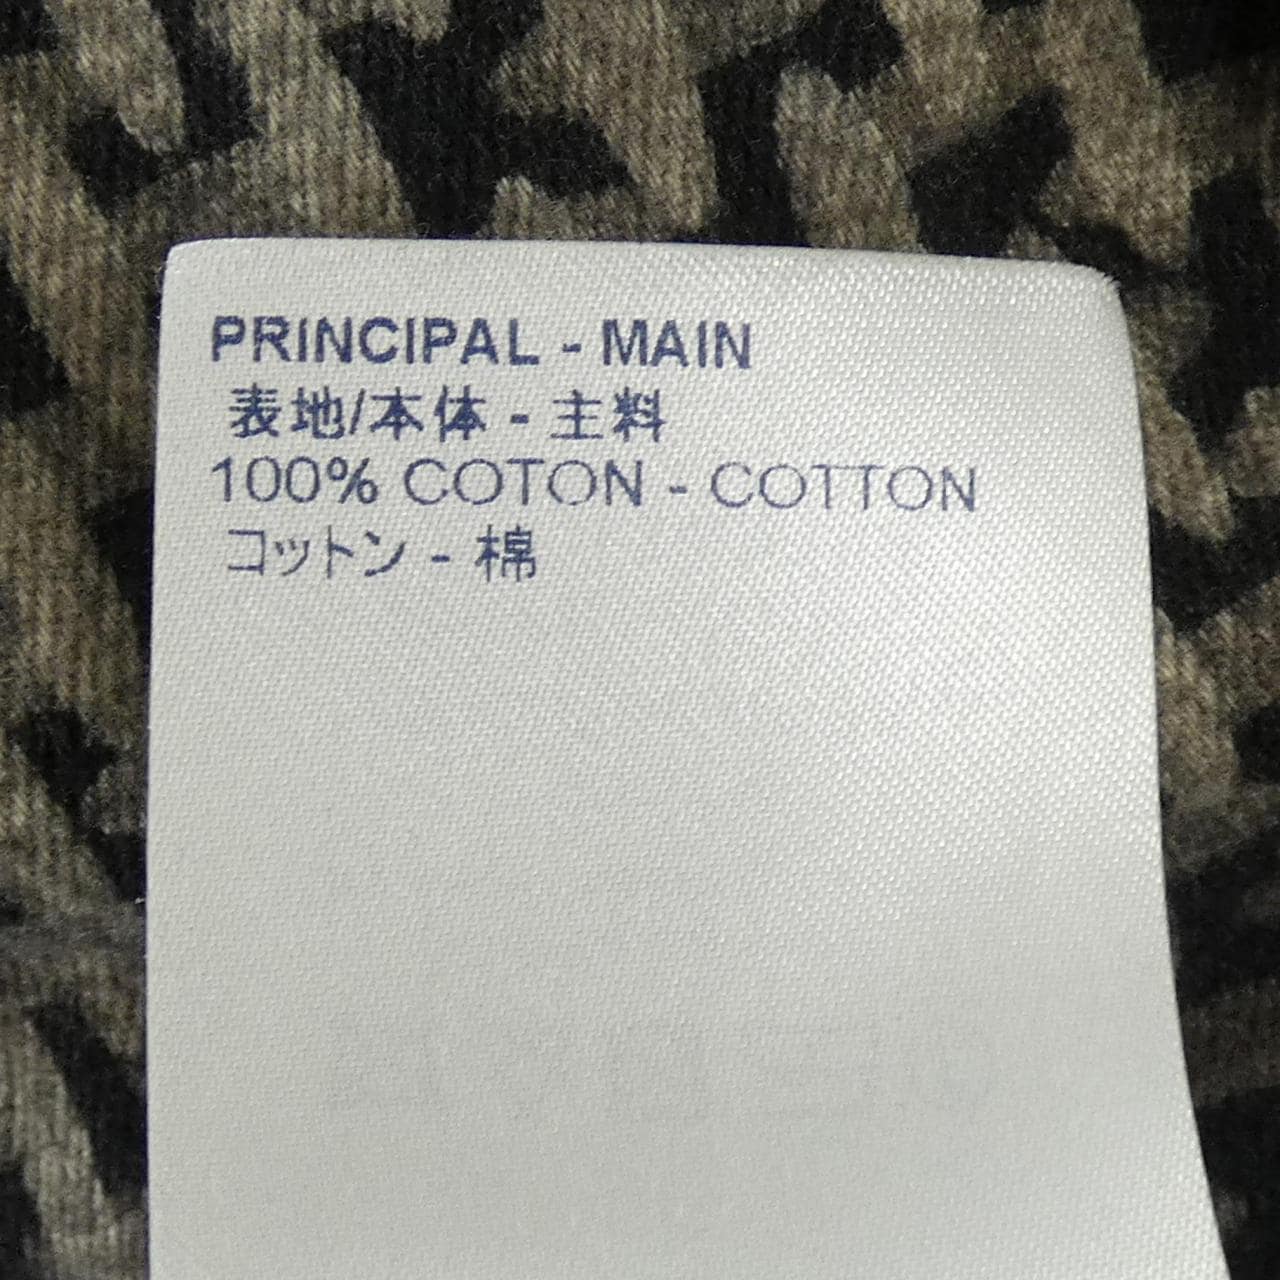 PRINCIPAL - MAIN
表地/本体 - 主料
100% COTON - COTTON
コットン - 棉